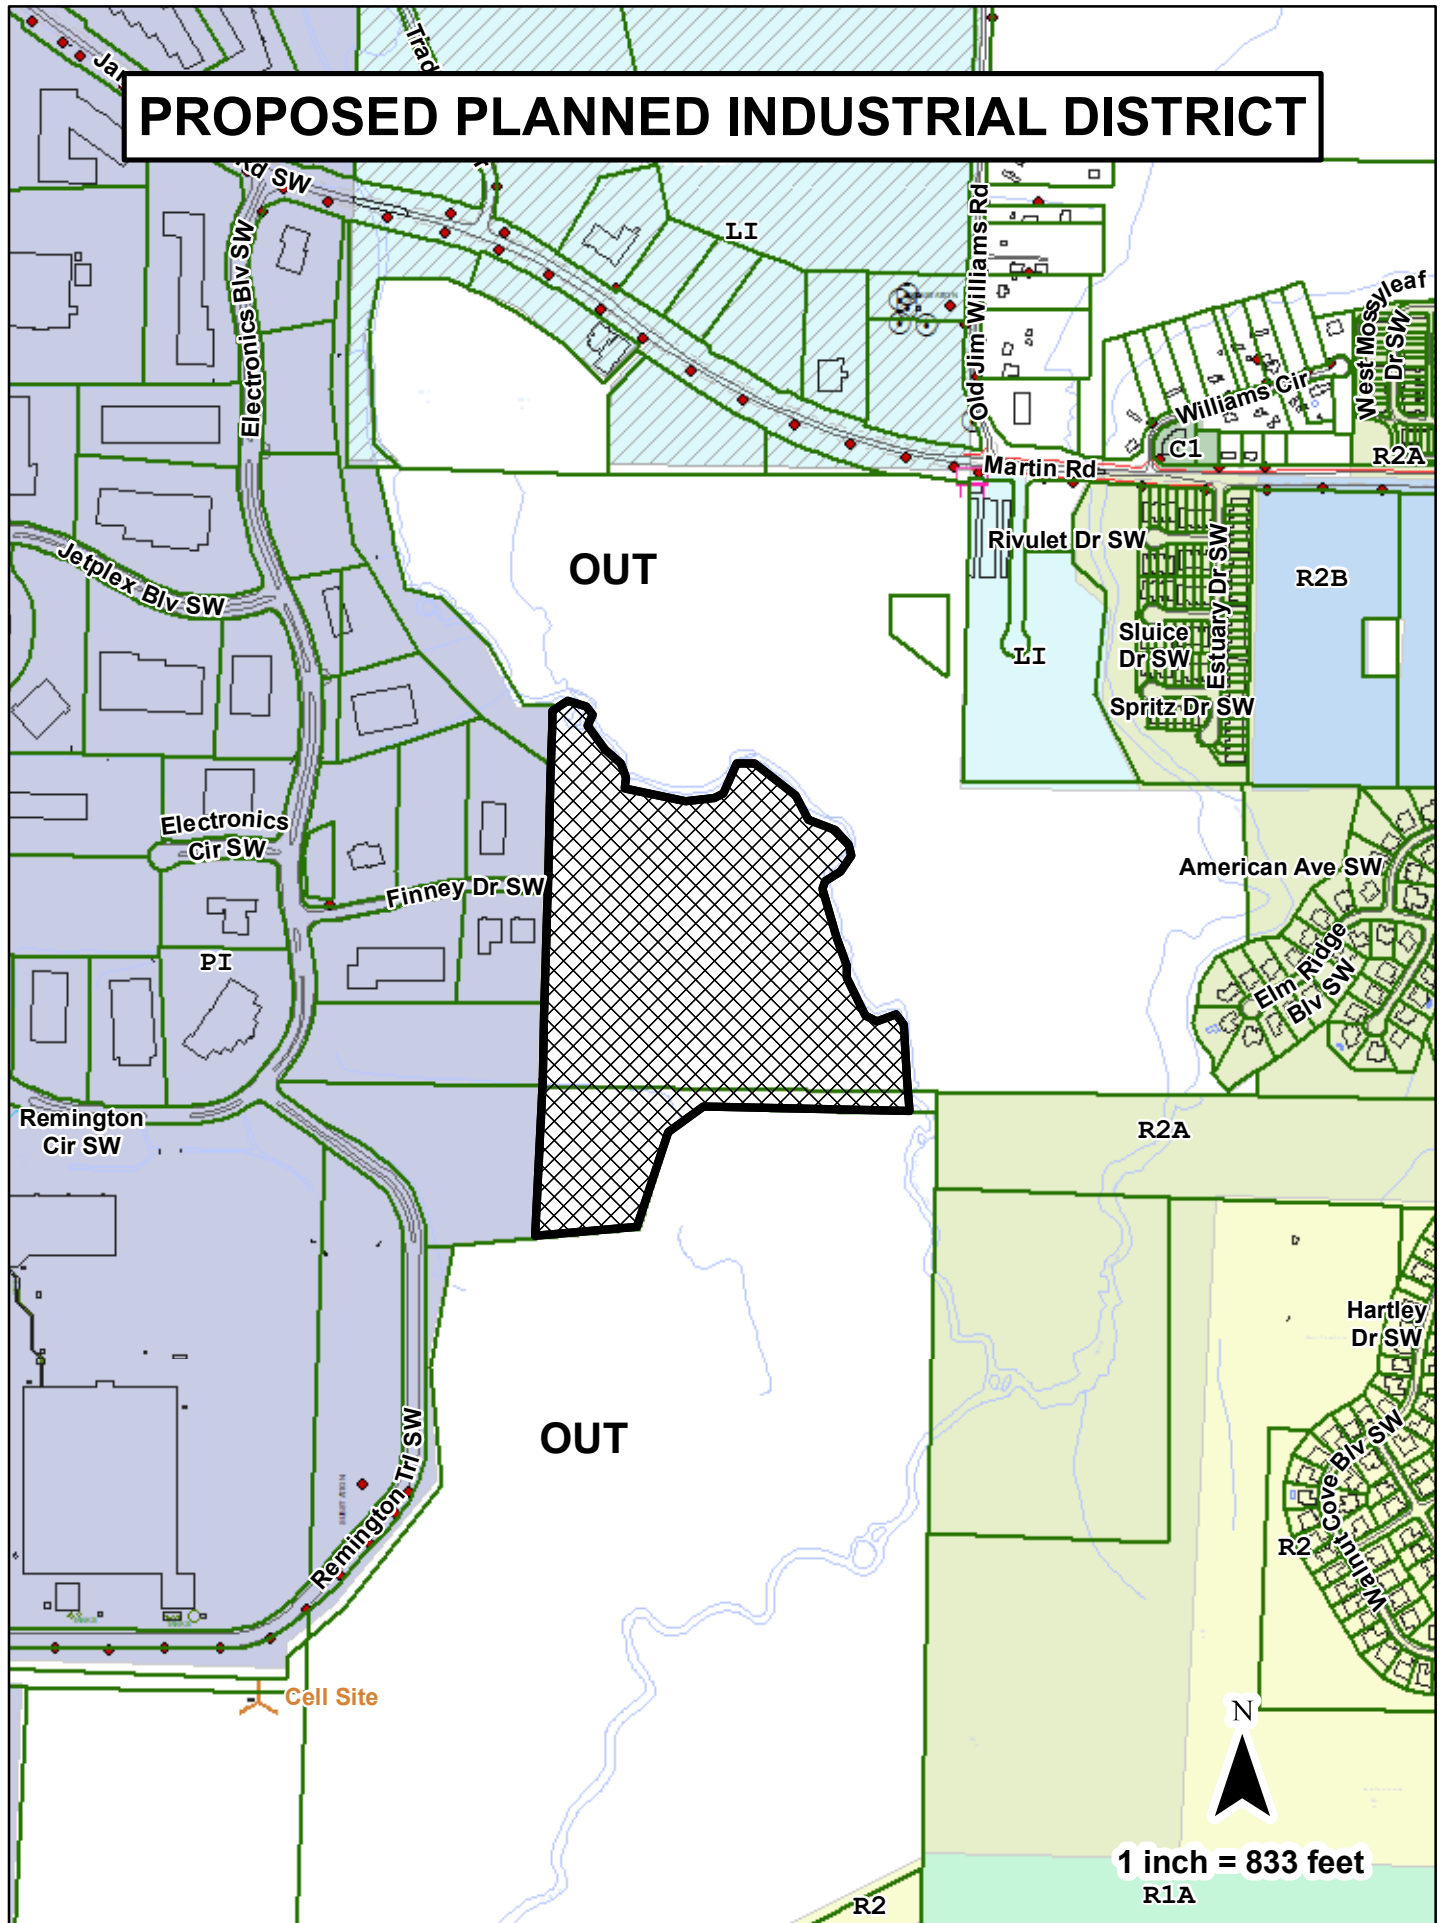 Trad
Jan
PROPOSED PLANNED INDUSTRIAL DISTRICT
Rd SW
LI
Old Jim Williams Rd
Electronics Blv SW
West Mossyleaf
Dr SW
Williams Cir
C1
R2A
Martin Rd
Jetplex Blv SW
OUT
Rivulet Dr SW
Estuary Dr SW
R2B
Sluice
Dr SW
LI
Spritz Dr SW
Electronics
Cir SW
Finney Dr SW
American Ave SW
PI
Elm Ridge
Blv SW
Remington
Cir SW
R2A
Hartley
Dr SW
OUT
Remington Trl SW
Walnut Cove Blv SW
R2
Cell Site
N
1 inch = 833 feet
R1A
R2